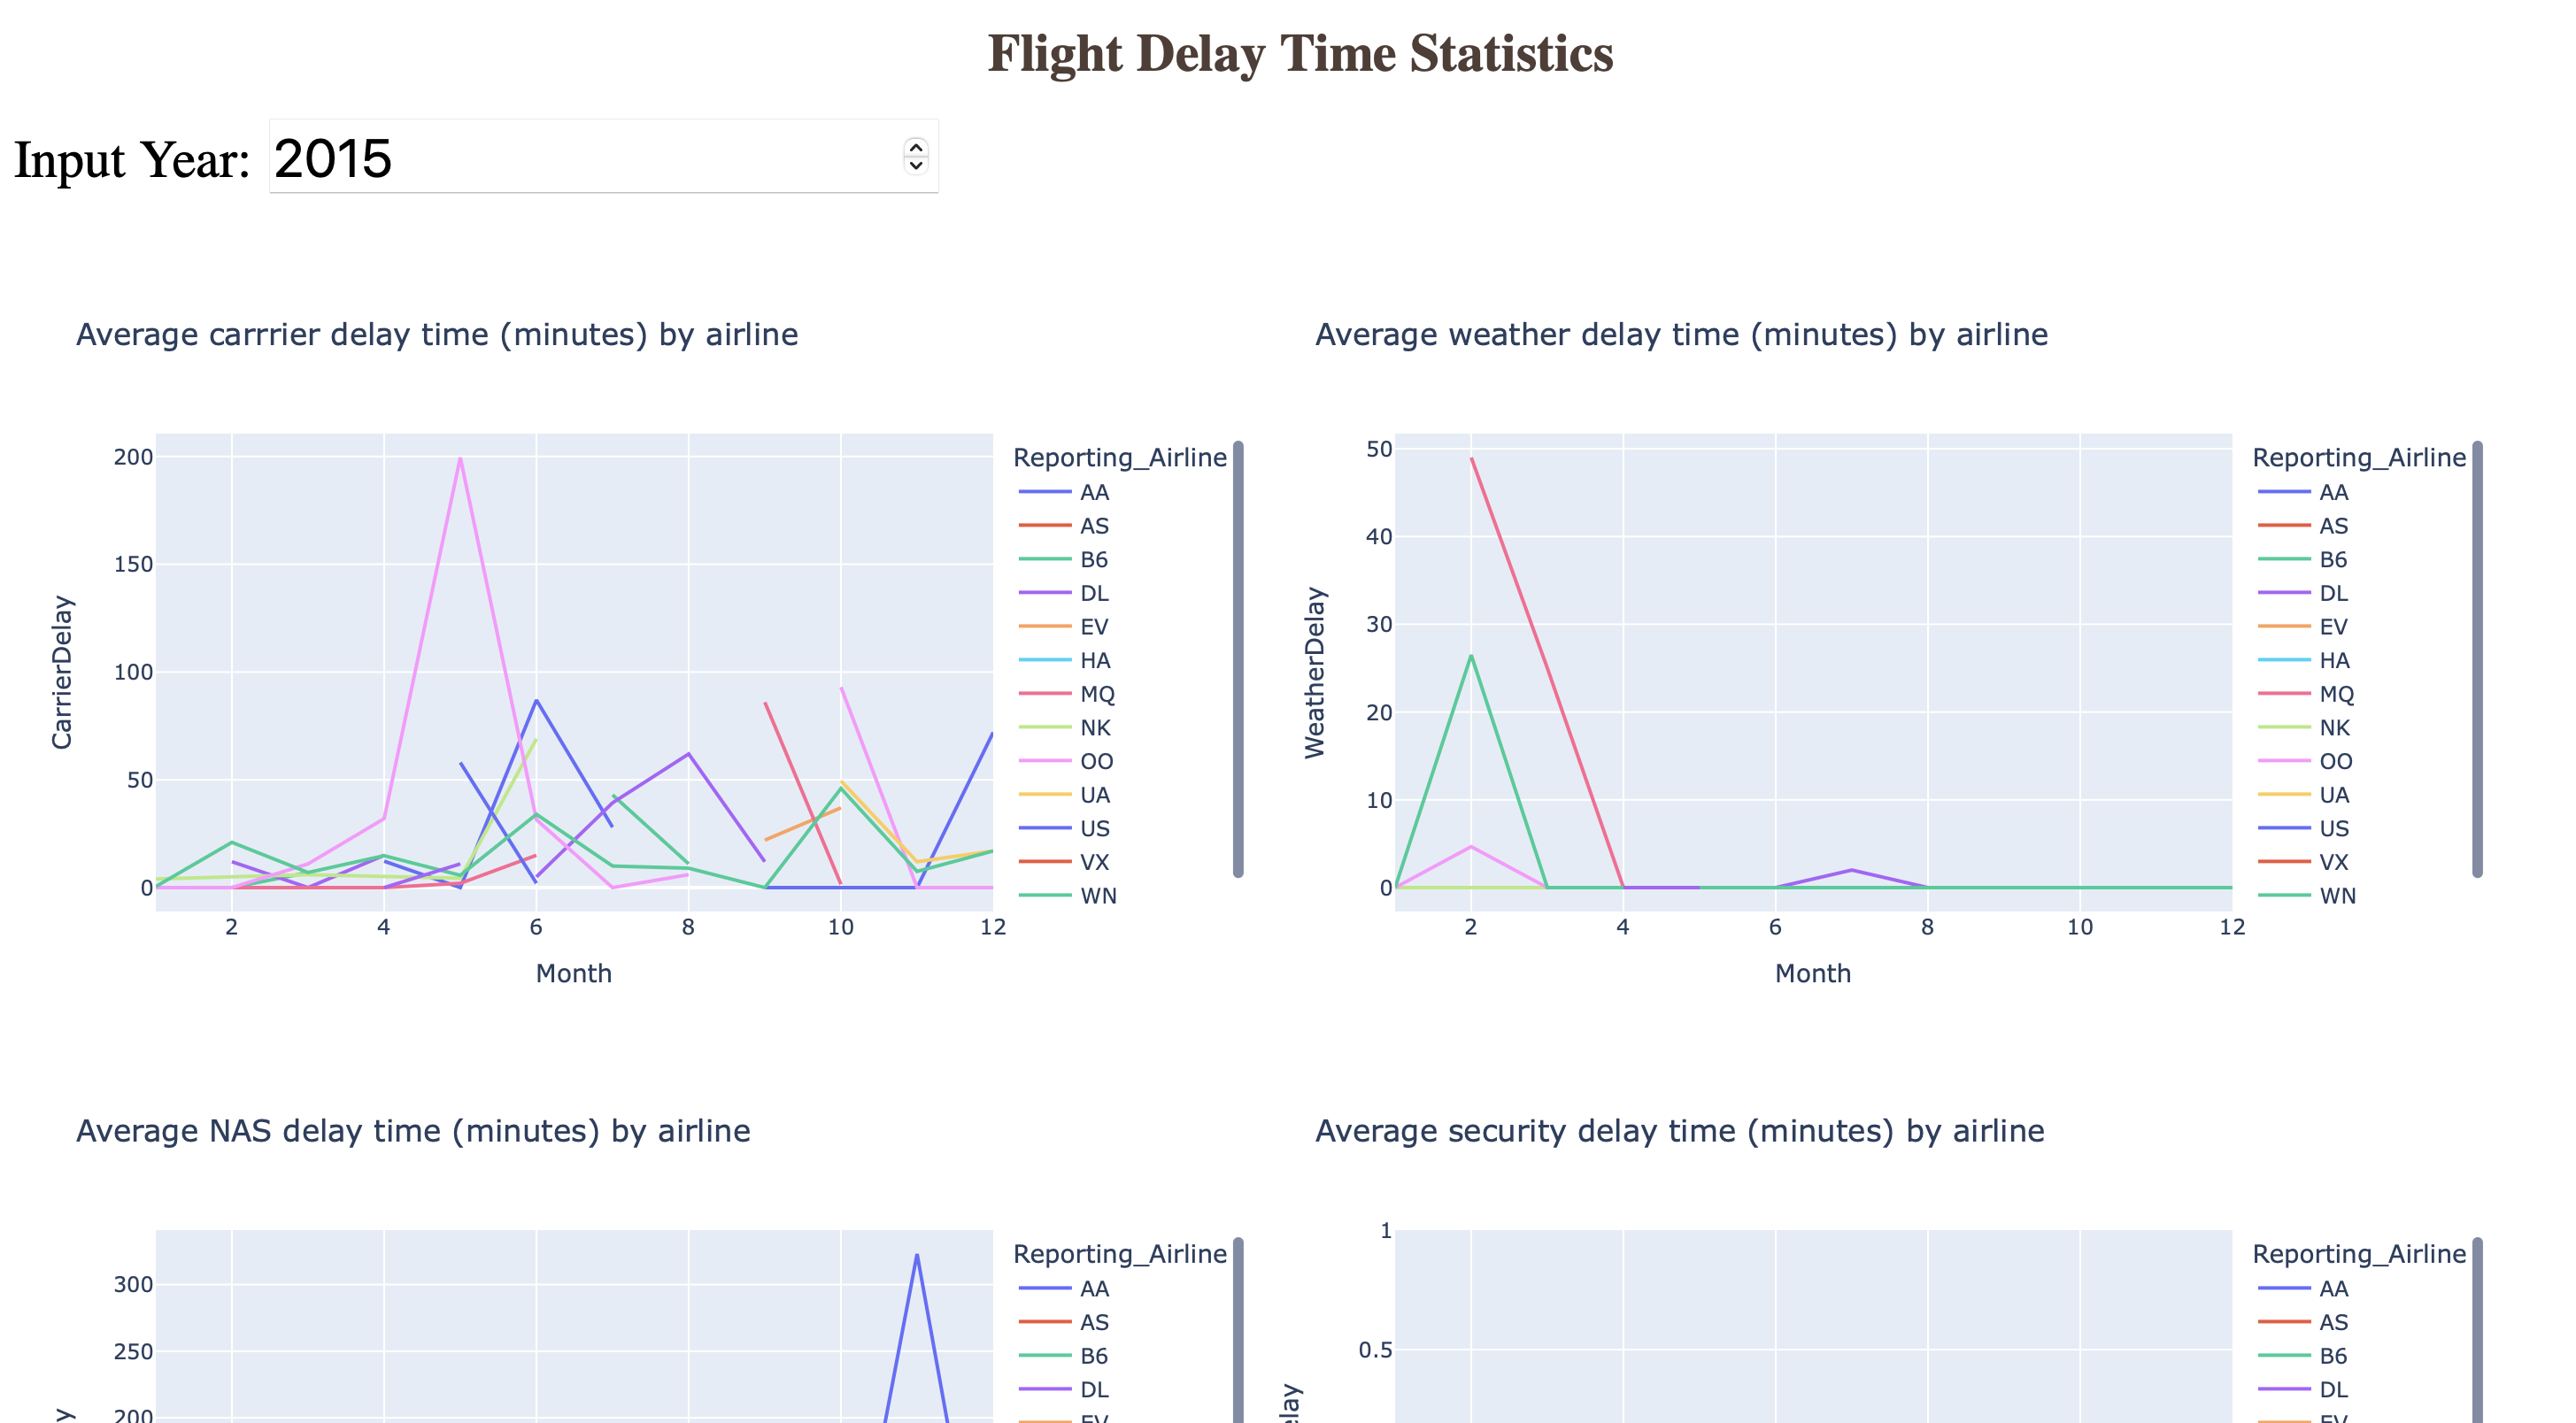 Flight Delay Time Statistics
Input Year: 2015
Average carrrier delay time (minutes) by airline
200
150
100
50
0
CarrierDelay
2 4 6 8 10 12
Month
Reporting_Airline
AA
AS
B6
DL
EV
HA
MQ
NK
OO
UA
US
VX
WN
Average weather delay time (minutes) by airline
50
40
30
20
10
0
WeatherDelay
2 4 6 8 10 12
Month
Reporting_Airline
AA
AS
B6
DL
EV
HA
MQ
NK
OO
UA
US
VX
WN
Average NAS delay time (minutes) by airline
300
250
200
Reporting_Airline
AA
AS
B6
DL
EV
Average security delay time (minutes) by airline
1
0.5
Reporting_Airline
AA
AS
B6
DL
EV